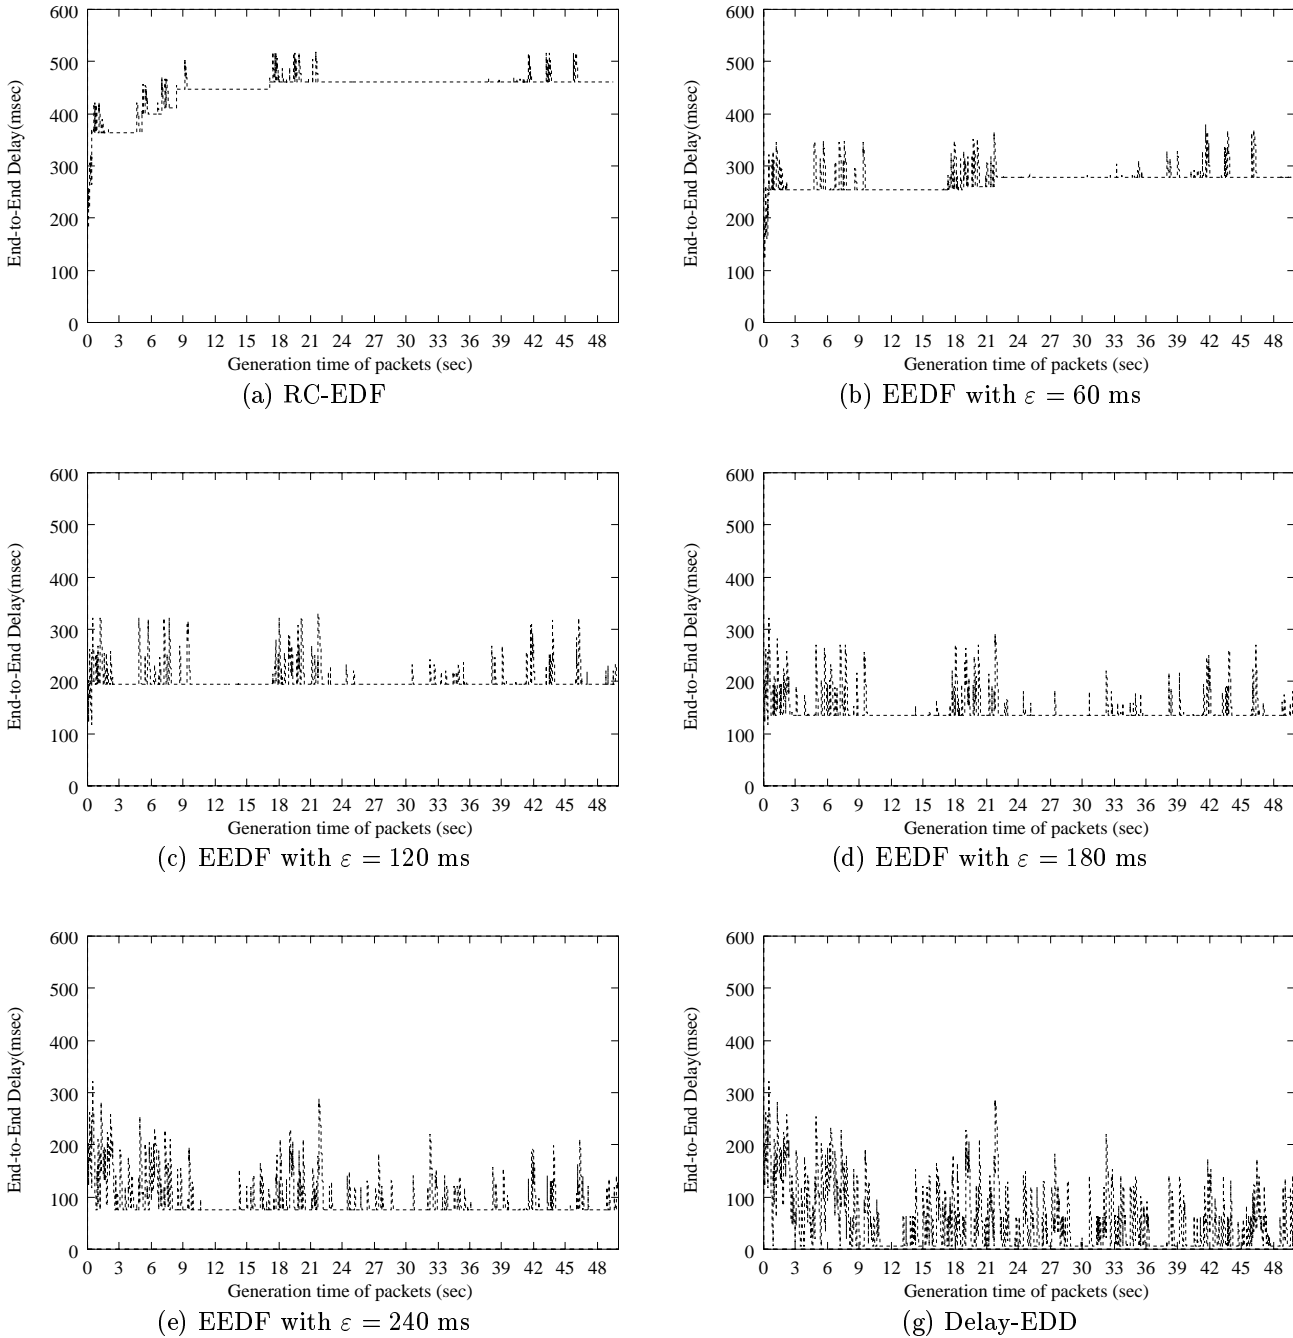 600
500
400
300
200
100
0
0 3 6 9 12 15 18 21 24 27 30 33 36 39 42 45 48
End-to-End Delay(msec)
Generation time of packets (sec)
(a) RC-EDF
600
500
400
300
200
100
0
0 3 6 9 12 15 18 21 24 27 30 33 36 39 42 45 48
End-to-End Delay(msec)
Generation time of packets (sec)
(b) EEDF with ε = 60 ms
600
500
400
300
200
100
0
0 3 6 9 12 15 18 21 24 27 30 33 36 39 42 45 48
End-to-End Delay(msec)
Generation time of packets (sec)
(c) EEDF with ε = 120 ms
600
500
400
300
200
100
0
0 3 6 9 12 15 18 21 24 27 30 33 36 39 42 45 48
End-to-End Delay(msec)
Generation time of packets (sec)
(d) EEDF with ε = 180 ms
600
500
400
300
200
100
0
0 3 6 9 12 15 18 21 24 27 30 33 36 39 42 45 48
End-to-End Delay(msec)
Generation time of packets (sec)
(e) EEDF with ε = 240 ms
600
500
400
300
200
100
0
0 3 6 9 12 15 18 21 24 27 30 33 36 39 42 45 48
End-to-End Delay(msec)
Generation time of packets (sec)
(g) Delay-EDD